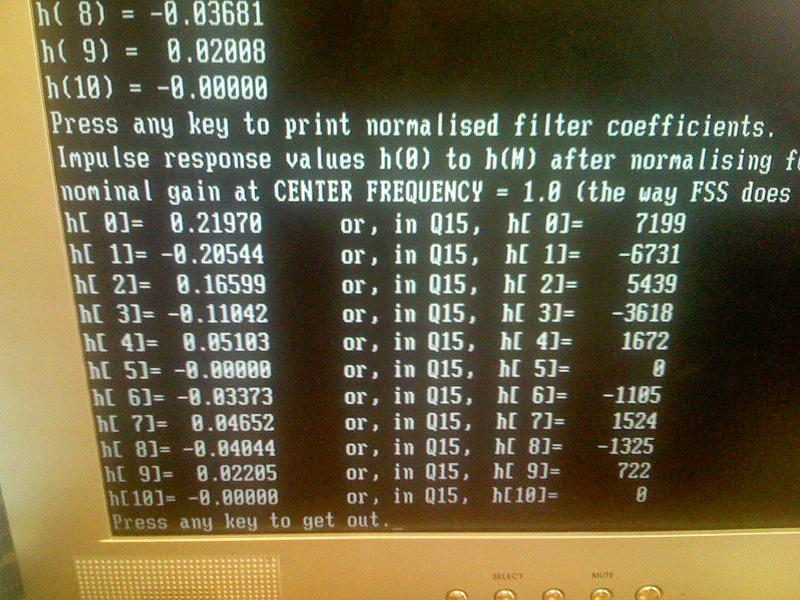 h( 8) = -0.03681
h( 9) =  0.02008
h(10) = -0.00000
Press any key to print normalised filter coefficients.
Impulse response values h(0) to h(M) after normalising
nominal gain at CENTER FREQUENCY = 1.0 (the way FSS does
h[ 0]=  0.21970 or, in Q15, h[ 0]= 7199
h[ 1]= -0.20544 or, in Q15, h[ 1]= -6731
h[ 2]=  0.16599 or, in Q15, h[ 2]= 5439
h[ 3]= -0.11042 or, in Q15, h[ 3]= -3618
h[ 4]=  0.05103 or, in Q15, h[ 4]= 1672
h[ 5]= -0.00000 or, in Q15, h[ 5]= 0
h[ 6]= -0.03373 or, in Q15, h[ 6]= -1105
h[ 7]=  0.04652 or, in Q15, h[ 7]= 1524
h[ 8]= -0.04044 or, in Q15, h[ 8]= -1325
h[ 9]=  0.02205 or, in Q15, h[ 9]= 722
h[10]= -0.00000 or, in Q15, h[10]= 0
Press any key to get out._
SELECT MUTE